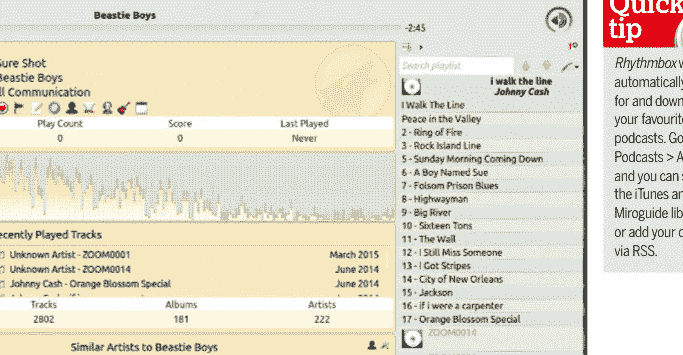 Beastie Boys
Sure Shot
Beastie Boys
Ill Communication
Play Count Score Last Played
0 0 Never
Recently Played Tracks
Unknown Artist - ZOOM0001 March 2015
Unknown Artist - ZOOM0014 June 2014
Johnny Cash - Orange Blossom Special June 2014
Tracks Albums Artists
2802 181 222
Similar Artists to Beastie Boys
-2:45
Search playlist
i walk the line
Johnny Cash
I Walk The Line
Peace in the Valley
2 - Ring of Fire
3 - Rock Island Line
5 - Sunday Morning Coming Down
6 - A Boy Named Sue
7 - Folsom Prison Blues
8 - Highwayman
9 - Big River
10 - Sixteen Tons
11 - The Wall
12 - I Still Miss Someone
13 - I Got Stripes
14 - City of New Orleans
15 - Jackson
16 - if i were a carpenter
17 - Orange Blossom Special
ZOOM0014
Quick
tip
Rhythmbox
automatically
for and down
your favourite
podcasts. Go
Podcasts > A
and you can s
the iTunes an
Miroguide lib
or add your o
via RSS.